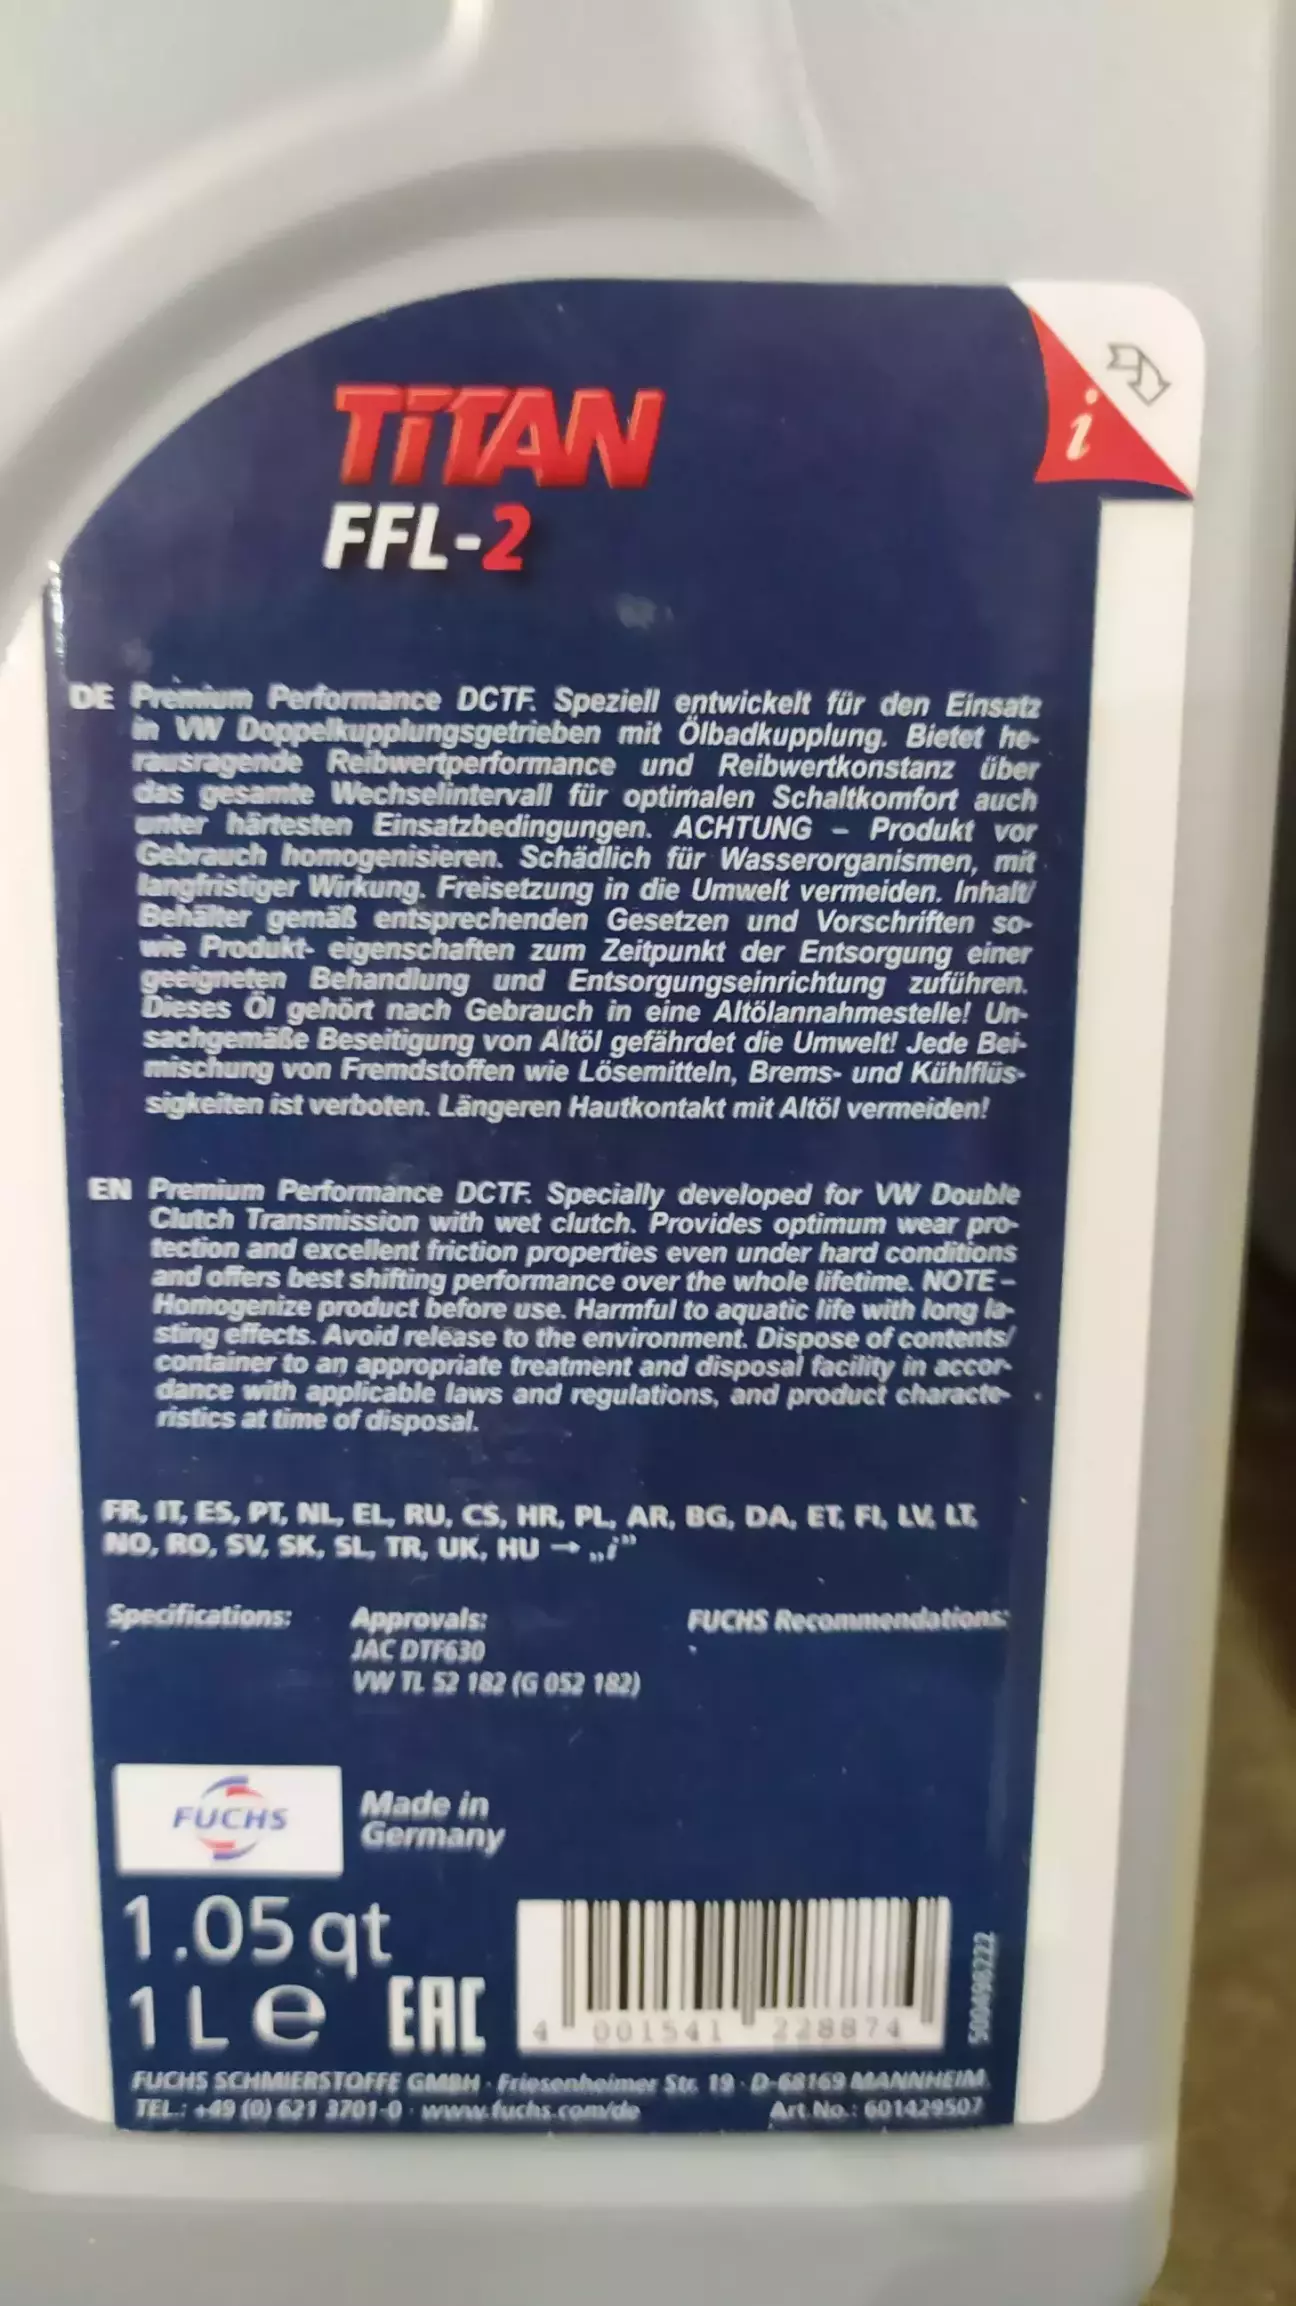 i
TiTAN
FFL-2
DE Premium Performance DCTF. Speziell entwickelt für den Einsatz
in VW Doppelkupplungsgetrieben mit Ölbadkupplung. Bietet he-
rausragende Reibwertperformance und Reibwertkonstanz über
das gesamte Wechselintervall für optimalen Schaltkomfort auch
unter härtesten Einsatzbedingungen. ACHTUNG – Produkt vor
Gebrauch homogenisieren. Schädlich für Wasserorganismen, mit
langfristiger Wirkung. Freisetzung in die Umwelt vermeiden. Inhalt/
Behälter gemäß entsprechenden Gesetzen und Vorschriften so-
wie Produkt- eigenschaften zum Zeitpunkt der Entsorgung einer
geeigneten Behandlung und Entsorgungseinrichtung zuführen.
Dieses Öl gehört nach Gebrauch in eine Altölannahmestelle! Un-
sachgemäße Beseitigung von Altöl gefährdet die Umwelt! Jede Bei-
mischung von Fremdstoffen wie Lösemitteln, Brems- und Kühlflüs-
sigkeiten ist verboten. Längeren Hautkontakt mit Altöl vermeiden!
EN Premium Performance DCTF. Specially developed for VW Double
Clutch Transmission with wet clutch. Provides optimum wear pro-
tection and excellent friction properties even under hard conditions
and offers best shifting performance over the whole lifetime. NOTE –
Homogenize product before use. Harmful to aquatic life with long la-
sting effects. Avoid release to the environment. Dispose of contents/
container to an appropriate treatment and disposal facility in accor-
dance with applicable laws and regulations, and product characte-
ristics at time of disposal.
FR, IT, ES, PT, NL, EL, RU, CS, HR, PL, AR, BG, DA, ET, FI, LV, LT,
NO, RO, SV, SK, SL, TR, UK, HU → „i”
Specifications: Approvals: FUCHS Recommendations:
- JAC DTF630 -
VW TL 52 182 (G 052 182)
FUCHS
Made in
Germany
1.05 qt
1 L e EAC
4 001541 228874
500498222
FUCHS SCHMIERSTOFFE GMBH · Friesenheimer Str. 19 · D-68169 MANNHEIM
TEL.: +49 (0) 621 3701-0 · www.fuchs.com/de Art.No.: 601429507